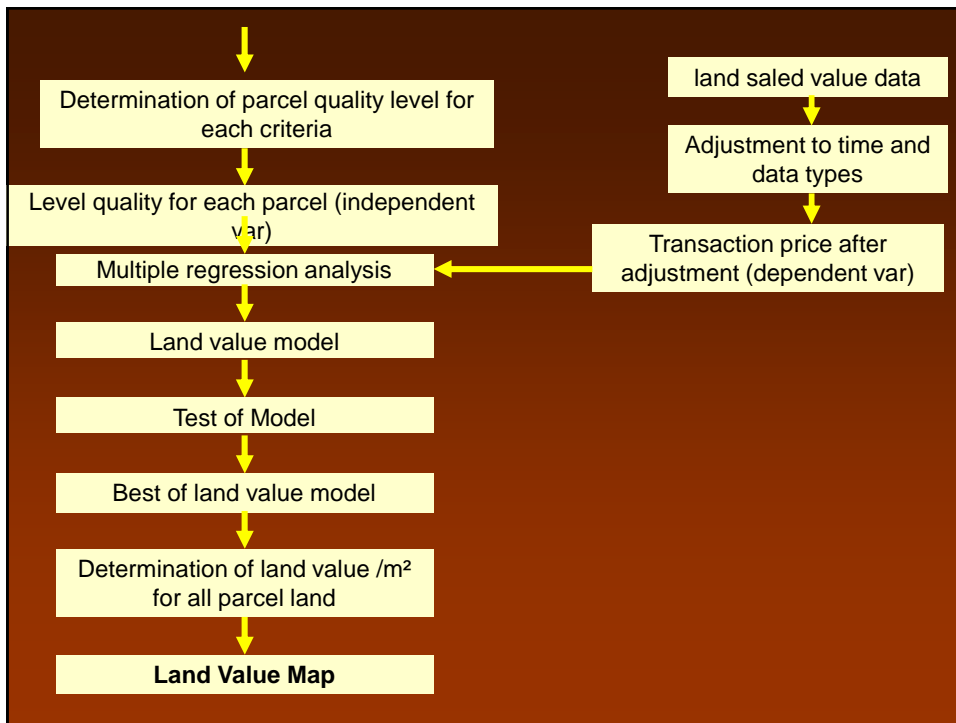 Determination of parcel quality level for
each criteria
Level quality for each parcel (independent
var)
Multiple regression analysis
Land value model
Test of Model
Best of land value model
Determination of land value /m²
for all parcel land
Land Value Map
land saled value data
Adjustment to time and
data types
Transaction price after
adjustment (dependent var)